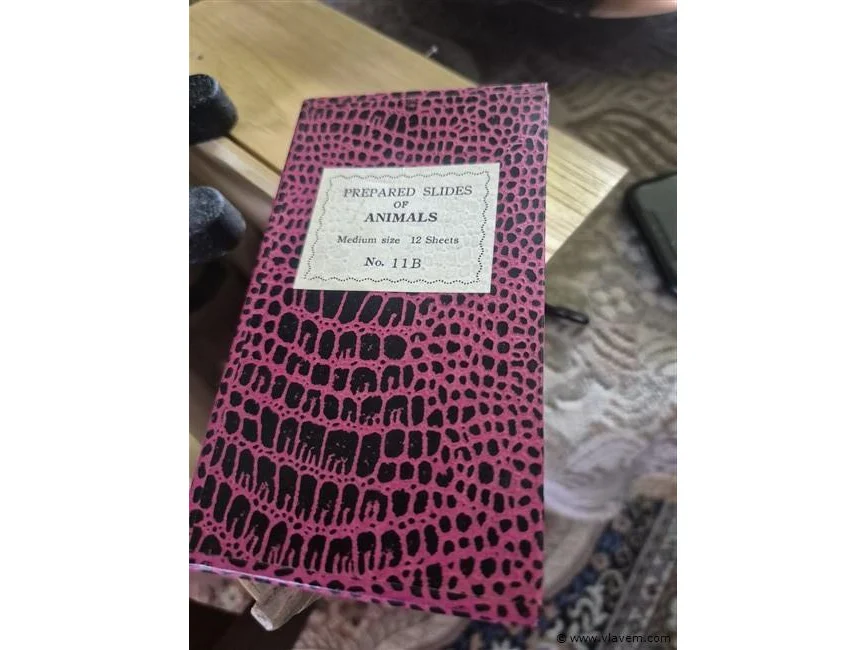 PREPARED SLIDES
OF
ANIMALS
Medium size 12 Sheets
No. 11B
© www.vlavem.com